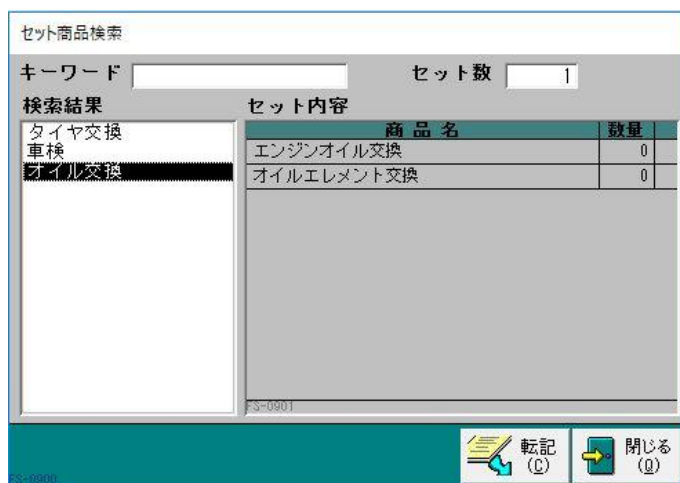 セット商品検索
キーワード セット数 1
検索結果 セット内容
タイヤ交換
車検
オイル交換
商品名 数量
エンジンオイル交換 0
オイルエレメント交換 0
FS-0901
転記 (C)
閉じる (Q)
FS-0900